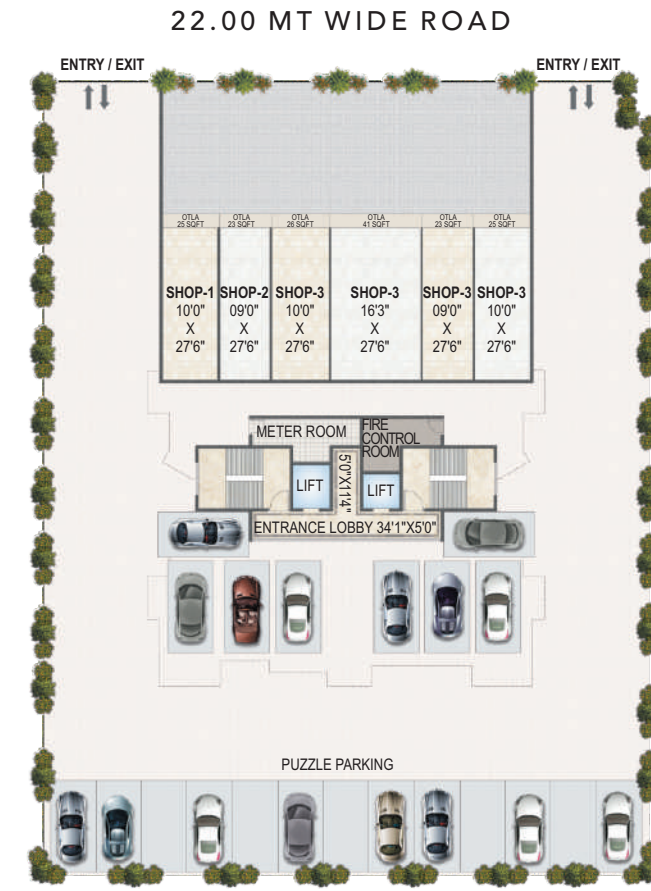 22.00 MT WIDE ROAD
ENTRY / EXIT
ENTRY / EXIT
OTLA
25 SQFT
OTLA
23 SQFT
OTLA
26 SQFT
OTLA
41 SQFT
OTLA
23 SQFT
OTLA
25 SQFT
SHOP-1
10'0"
X
27'6"
SHOP-2
09'0"
X
27'6"
SHOP-3
10'0"
X
27'6"
SHOP-3
16'3"
X
27'6"
SHOP-3
09'0"
X
27'6"
SHOP-3
10'0"
X
27'6"
METER ROOM
FIRE
CONTROL
ROOM
LIFT
5'0"X11'4"
LIFT
ENTRANCE LOBBY 34'1"X5'0"
PUZZLE PARKING